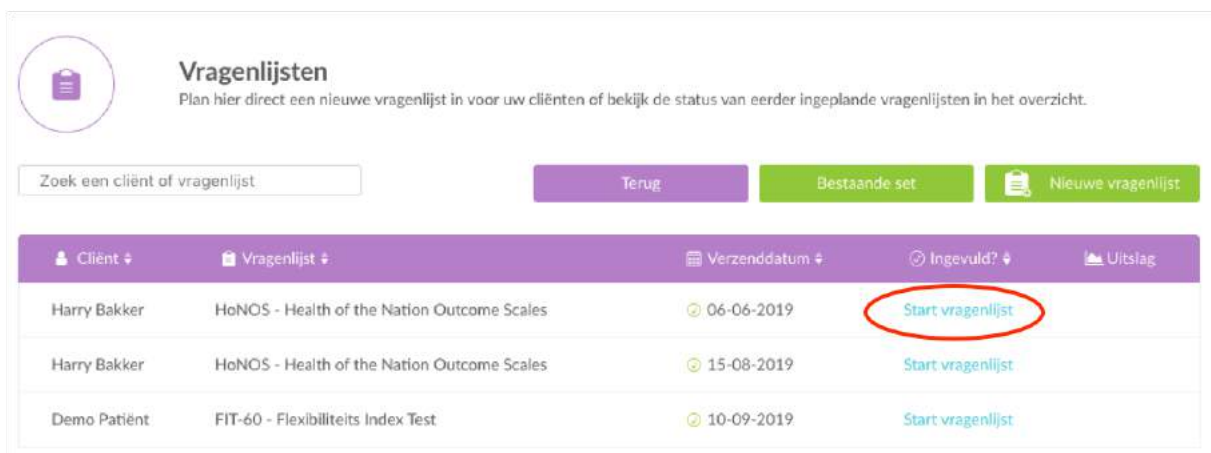 Vragenlijsten
Plan hier direct een nieuwe vragenlijst in voor uw cliënten of bekijk de status van eerder ingeplande vragenlijsten in het overzicht.
Zoek een cliënt of vragenlijst
Terug
Bestaande set
Nieuwe vragenlijst
Cliënt Vragenlijst Verzenddatum Ingevuld? Uitslag
Harry Bakker HoNOS - Health of the Nation Outcome Scales 06-06-2019 Start vragenlijst
Harry Bakker HoNOS - Health of the Nation Outcome Scales 15-08-2019 Start vragenlijst
Demo Patiënt FIT-60 - Flexibiliteits Index Test 10-09-2019 Start vragenlijst